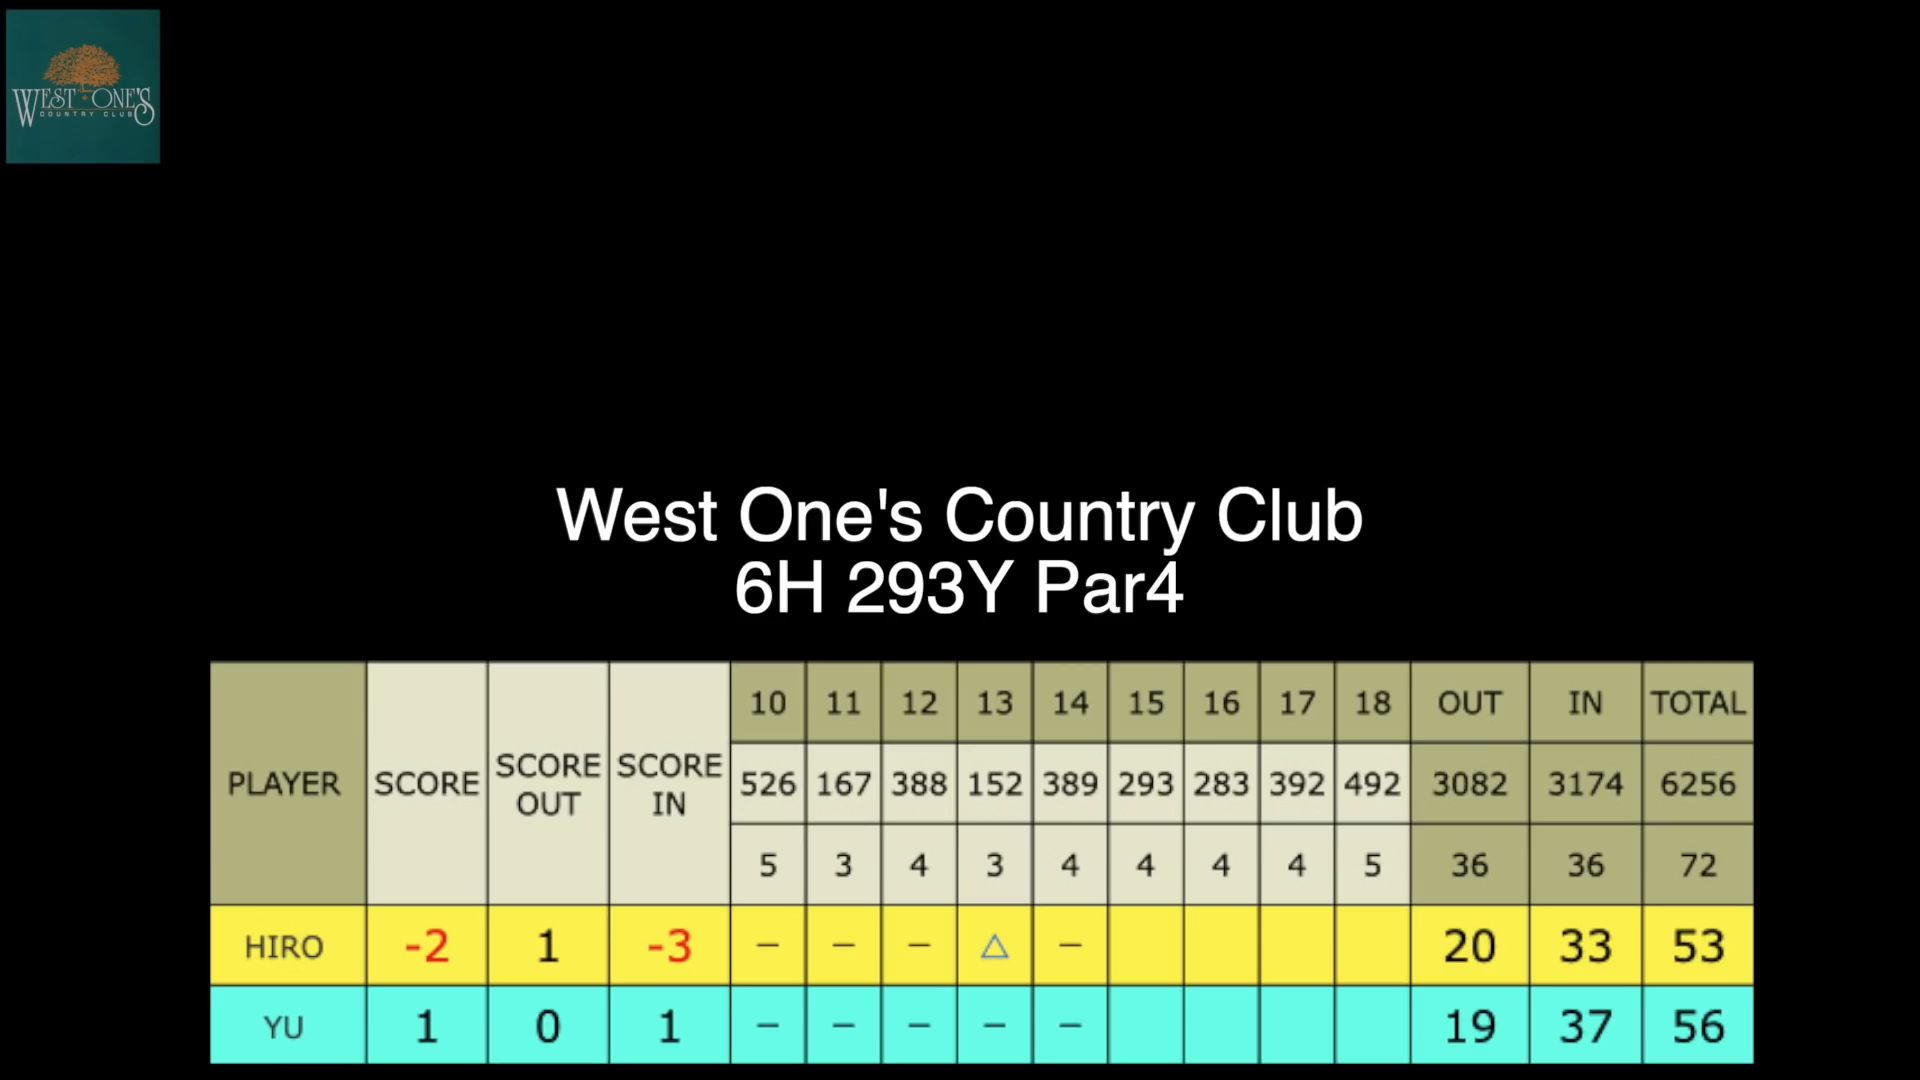 WEST ONE'S
COUNTRY CLUB
West One's Country Club
6H 293Y Par4
PLAYER SCORE SCORE OUT SCORE IN 10 11 12 13 14 15 16 17 18 OUT IN TOTAL
526 167 388 152 389 293 283 392 492 3082 3174 6256
5 3 4 3 4 4 4 4 5 36 36 72
HIRO -2 1 -3 – – – △ – 20 33 53
YU 1 0 1 – – – – – 19 37 56